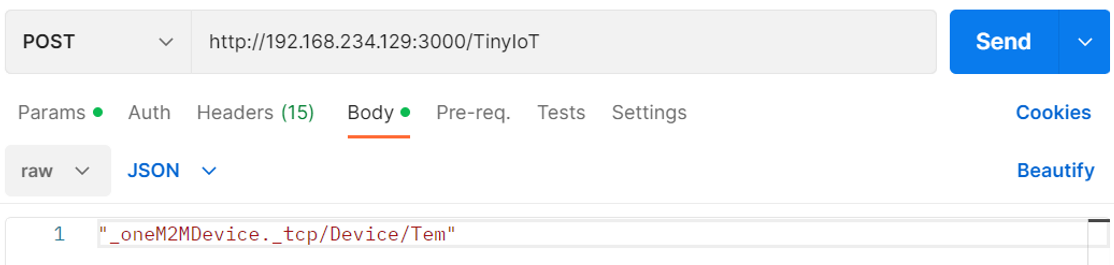 POST http://192.168.234.129:3000/TinyIoT Send
Params Auth Headers (15) Body Pre-req. Tests Settings Cookies
raw JSON Beautify
1 "_oneM2MDevice._tcp/Device/Tem"